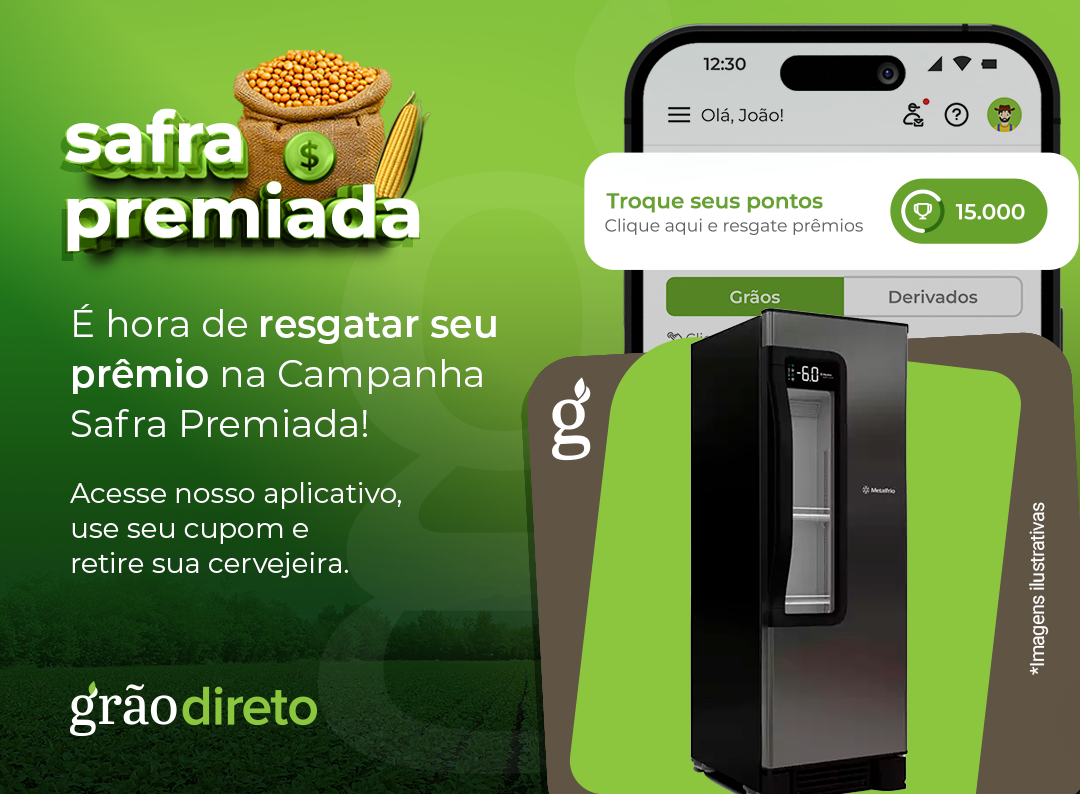 safra
premiada
$
É hora de resgatar seu
prêmio na Campanha
Safra Premiada!
Acesse nosso aplicativo,
use seu cupom e
retire sua cervejeira.
grãodireto
12:30
Olá, João!
?
Troque seus pontos
Clique aqui e resgate prêmios
15.000
Grãos
Derivados
g
-6.0
Metalfrio
*Imagens ilustrativas